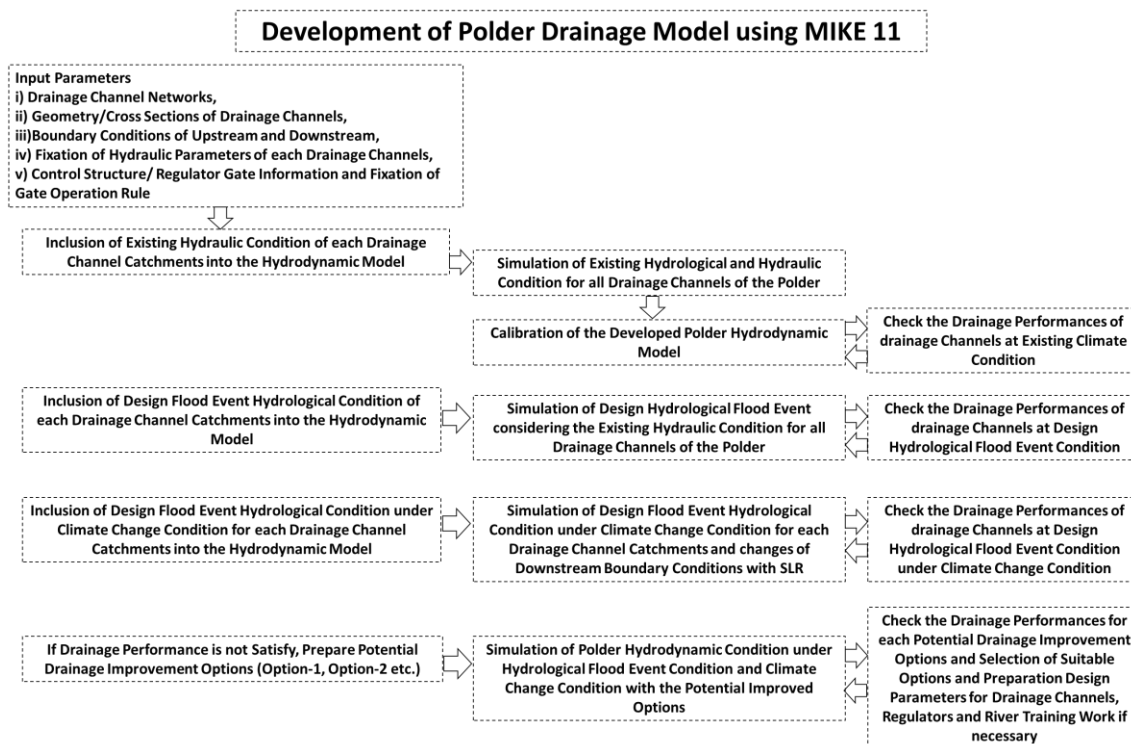 Development of Polder Drainage Model using MIKE 11
Input Parameters
i) Drainage Channel Networks,
ii) Geometry/Cross Sections of Drainage Channels,
iii)Boundary Conditions of Upstream and Downstream,
iv) Fixation of Hydraulic Parameters of each Drainage Channels,
v) Control Structure/ Regulator Gate Information and Fixation of
Gate Operation Rule
Inclusion of Existing Hydraulic Condition of each Drainage
Channel Catchments into the Hydrodynamic Model
Simulation of Existing Hydrological and Hydraulic
Condition for all Drainage Channels of the Polder
Calibration of the Developed Polder Hydrodynamic
Model
Check the Drainage Performances of
drainage Channels at Existing Climate
Condition
Inclusion of Design Flood Event Hydrological Condition of
each Drainage Channel Catchments into the Hydrodynamic
Model
Simulation of Design Hydrological Flood Event
considering the Existing Hydraulic Condition for all
Drainage Channels of the Polder
Check the Drainage Performances of
drainage Channels at Design
Hydrological Flood Event Condition
Inclusion of Design Flood Event Hydrological Condition under
Climate Change Condition for each Drainage Channel
Catchments into the Hydrodynamic Model
Simulation of Design Flood Event Hydrological
Condition under Climate Change Condition for each
Drainage Channel Catchments and changes of
Downstream Boundary Conditions with SLR
Check the Drainage Performances of
drainage Channels at Design
Hydrological Flood Event Condition
under Climate Change Condition
If Drainage Performance is not Satisfy, Prepare Potential
Drainage Improvement Options (Option-1, Option-2 etc.)
Simulation of Polder Hydrodynamic Condition under
Hydrological Flood Event Condition and Climate
Change Condition with the Potential Improved
Options
Check the Drainage Performances for
each Potential Drainage Improvement
Options and Selection of Suitable
Options and Preparation Design
Parameters for Drainage Channels,
Regulators and River Training Work if
necessary